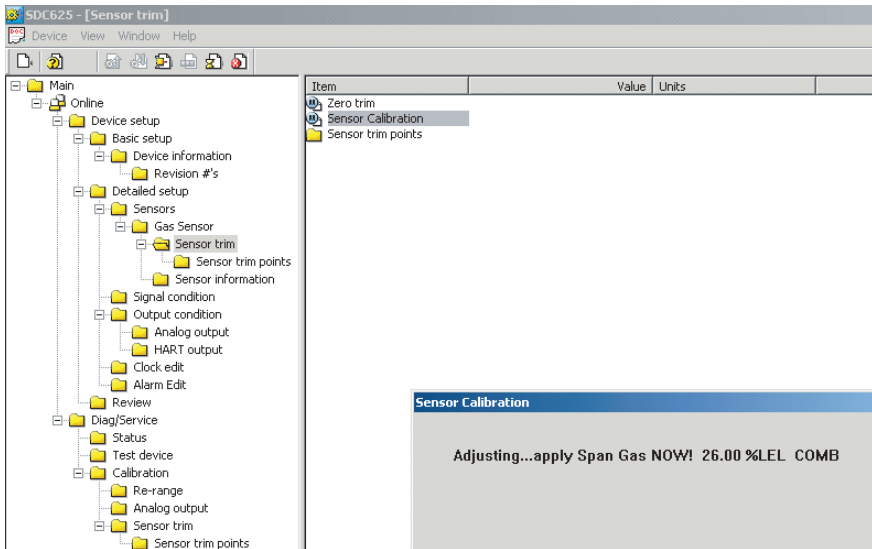 SDC625 - [Sensor trim]
Device View Window Help
Main
Online
Device setup
Basic setup
Device information
Revision #'s
Detailed setup
Sensors
Gas Sensor
Sensor trim
Sensor trim points
Sensor information
Signal condition
Output condition
Analog output
HART output
Clock edit
Alarm Edit
Review
Diag/Service
Status
Test device
Calibration
Re-range
Analog output
Sensor trim
Sensor trim points
Item Value Units
Zero trim
Sensor Calibration
Sensor trim points
Sensor Calibration
Adjusting...apply Span Gas NOW! 26.00 %LEL COMB